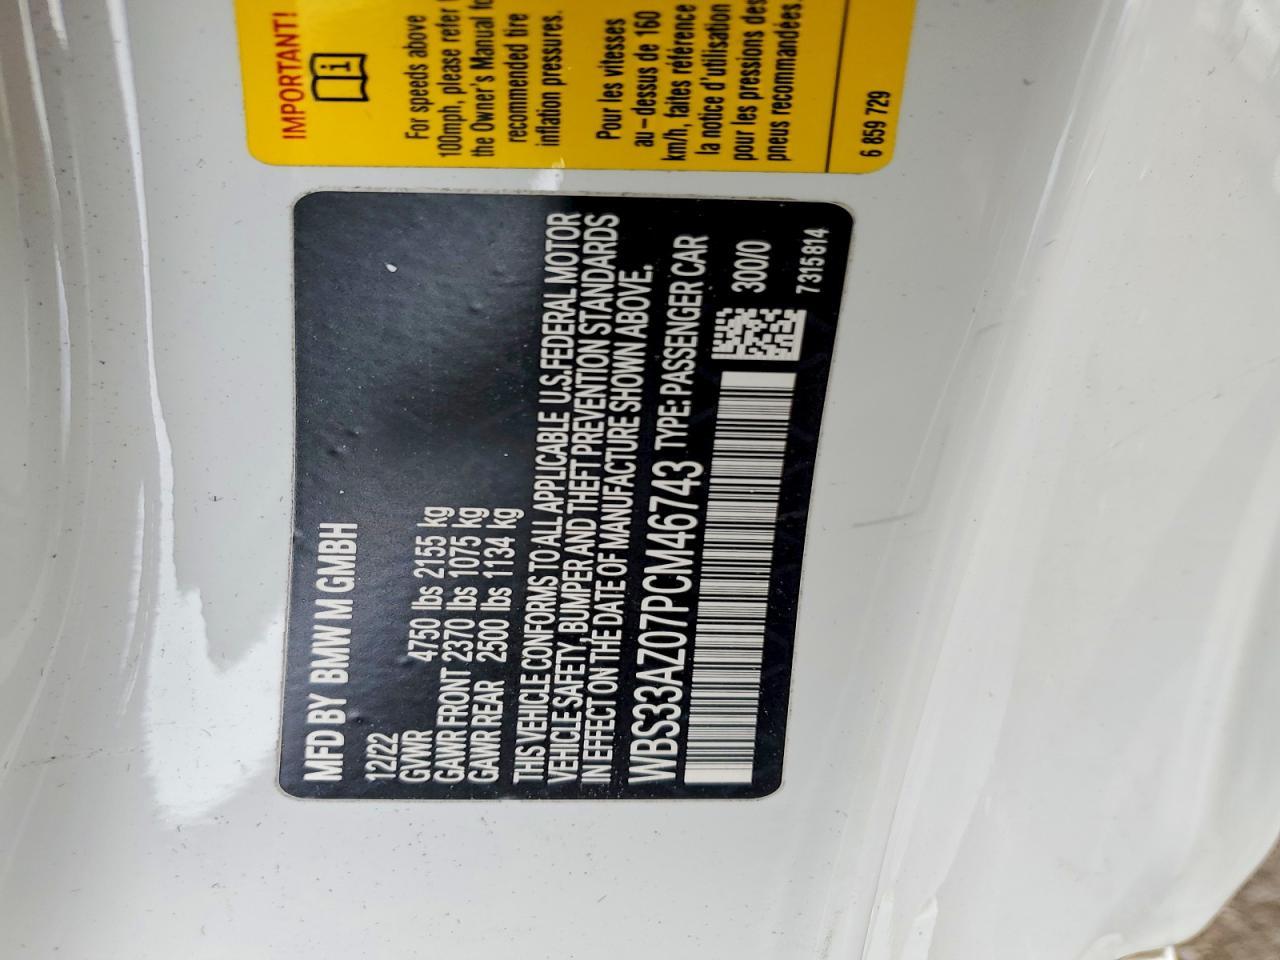 IMPORTANT!
For speeds above
100mph, please refer
the Owner's Manual
recommended tire
inflation pressures.
Pour les vitesses
au-dessus de 160
km/h, faites référence
la notice d'utilisation
pour les pressions des
pneus recommandées.
6 859 729
MFD BY BMW M GMBH
12/22
GVWR 4750 lbs 2155 kg
GAWR FRONT 2370 lbs 1075 kg
GAWR REAR 2500 lbs 1134 kg
THIS VEHICLE CONFORMS TO ALL APPLICABLE U.S.FEDERAL MOTOR
VEHICLE SAFETY, BUMPER AND THEFT PREVENTION STANDARDS
IN EFFECT ON THE DATE OF MANUFACTURE SHOWN ABOVE.
WBS33AZ07PCM46743 TYPE: PASSENGER CAR
300/0
7315814